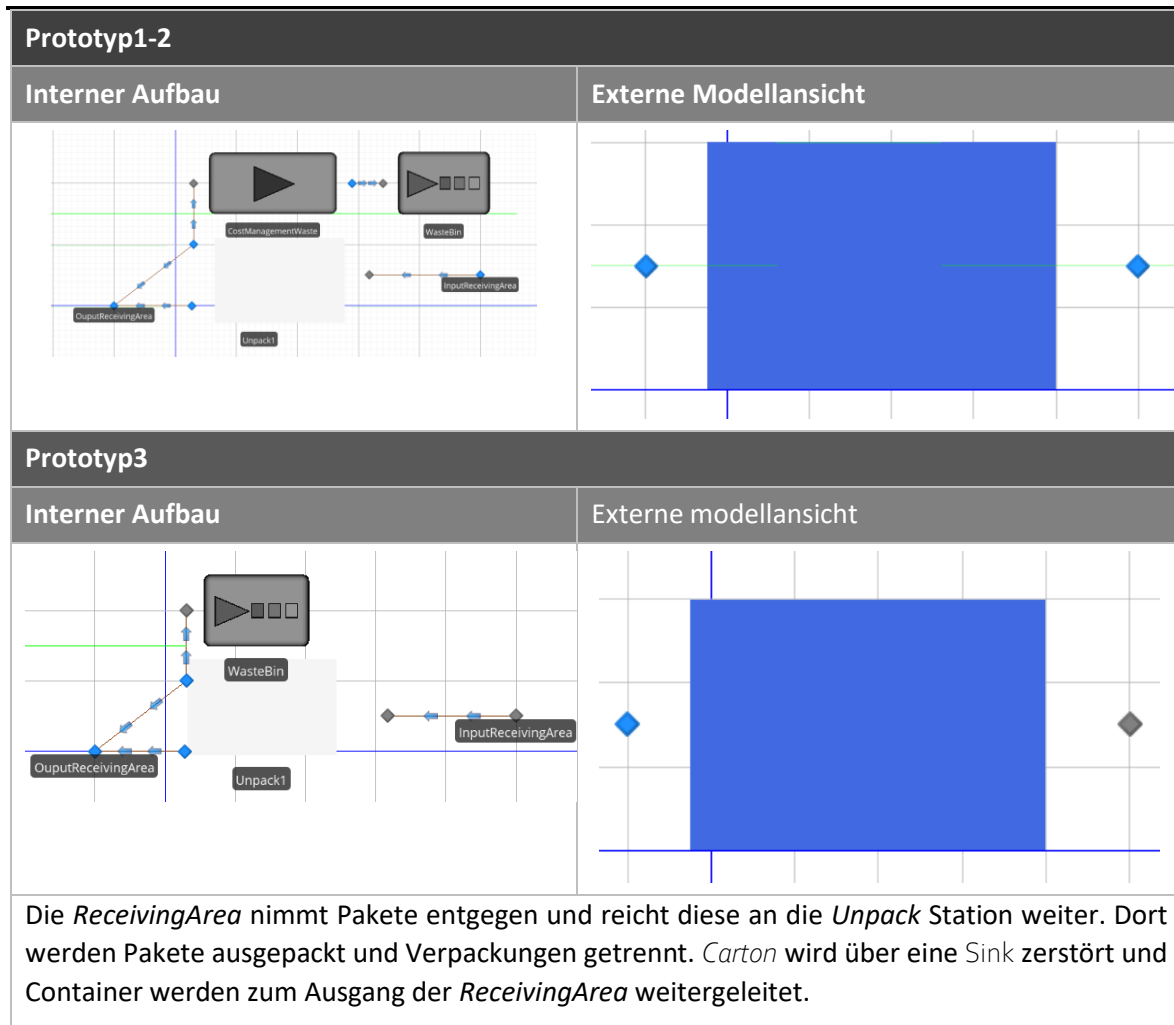 Prototyp1-2
Interner Aufbau
Externe Modellansicht
CostManagementWaste
WasteBin
InputReceivingArea
OuputReceivingArea
Unpack1
Prototyp3
Interner Aufbau
Externe modellansicht
WasteBin
InputReceivingArea
OuputReceivingArea
Unpack1
Die ReceivingArea nimmt Pakete entgegen und reicht diese an die Unpack Station weiter. Dort
werden Pakete ausgepackt und Verpackungen getrennt. Carton wird über eine Sink zerstört und
Container werden zum Ausgang der ReceivingArea weitergeleitet.